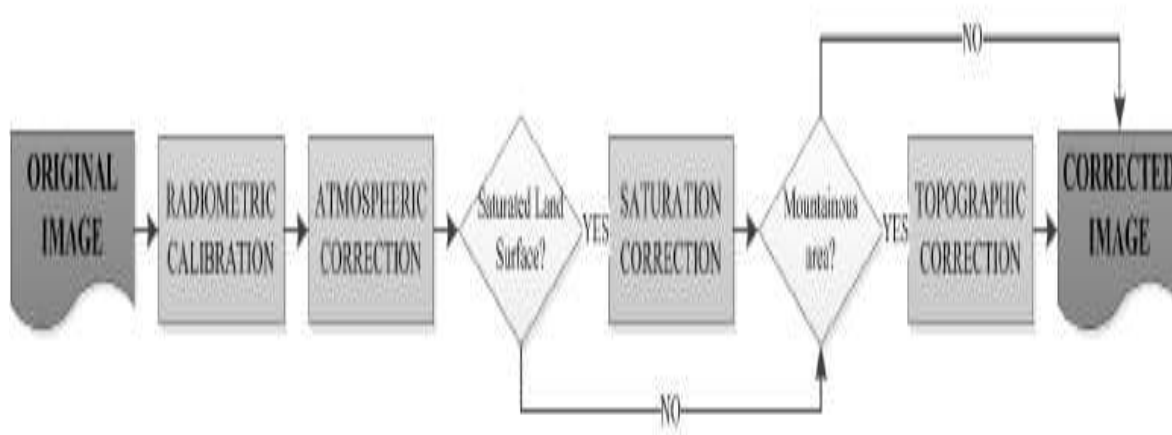 ORIGINAL
IMAGE
RADIOMETRIC
CALIBRATION
ATMOSPHERIC
CORRECTION
Saturated Land
Surface?
YES
SATURATION
CORRECTION
Mountainous
area?
YES
TOPOGRAPHIC
CORRECTION
CORRECTED
IMAGE
NO
NO